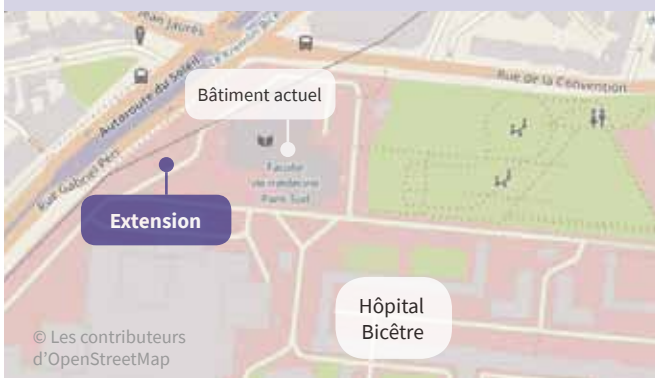 Jean Jaurès
Autoroute du Soleil
Rue de la Convention
Bâtiment actuel
Rue Gabriel Péri
Faculté
de médecine
Paris Sud
Extension
Hôpital
Bicêtre
© Les contributeurs
d'OpenStreetMap